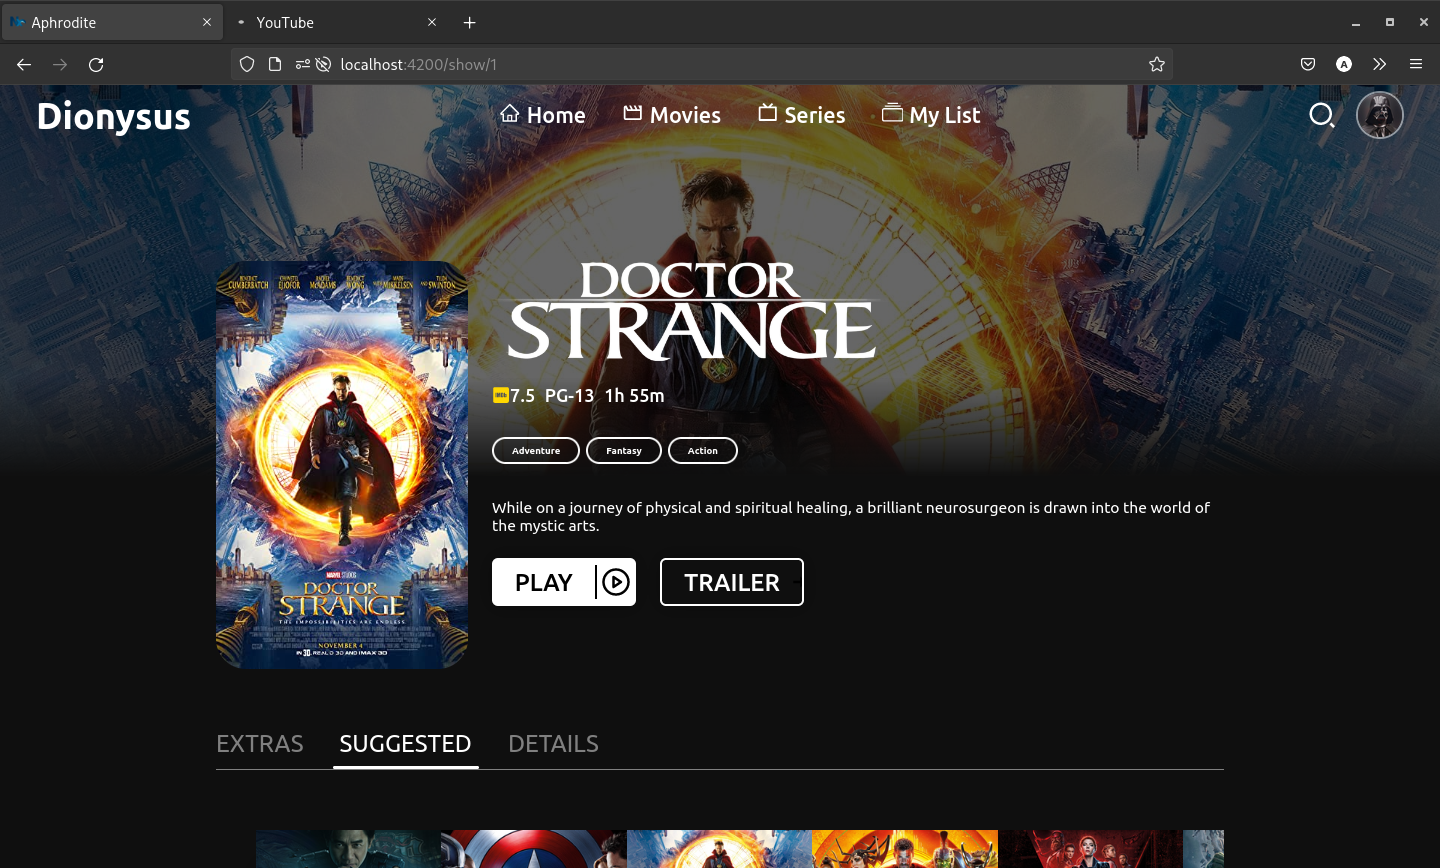 Aphrodite
YouTube
localhost:4200/show/1
Dionysus
Home
Movies
Series
My List
DOCTOR
STRANGE
7.5 PG-13 1h 55m
Adventure
Fantasy
Action
While on a journey of physical and spiritual healing, a brilliant neurosurgeon is drawn into the world of
the mystic arts.
PLAY
TRAILER
BENEDICT CUMBERBATCH
CHIWETEL EJIOFOR
RACHEL McADAMS
BENEDICT WONG
WITH MADS MIKKELSEN
AND TILDA SWINTON
MARVEL STUDIOS
DOCTOR
STRANGE
THE IMPOSSIBILITIES ARE ENDLESS
NOVEMBER 4
IN 3D, REAL D 3D AND IMAX 3D
EXTRAS
SUGGESTED
DETAILS